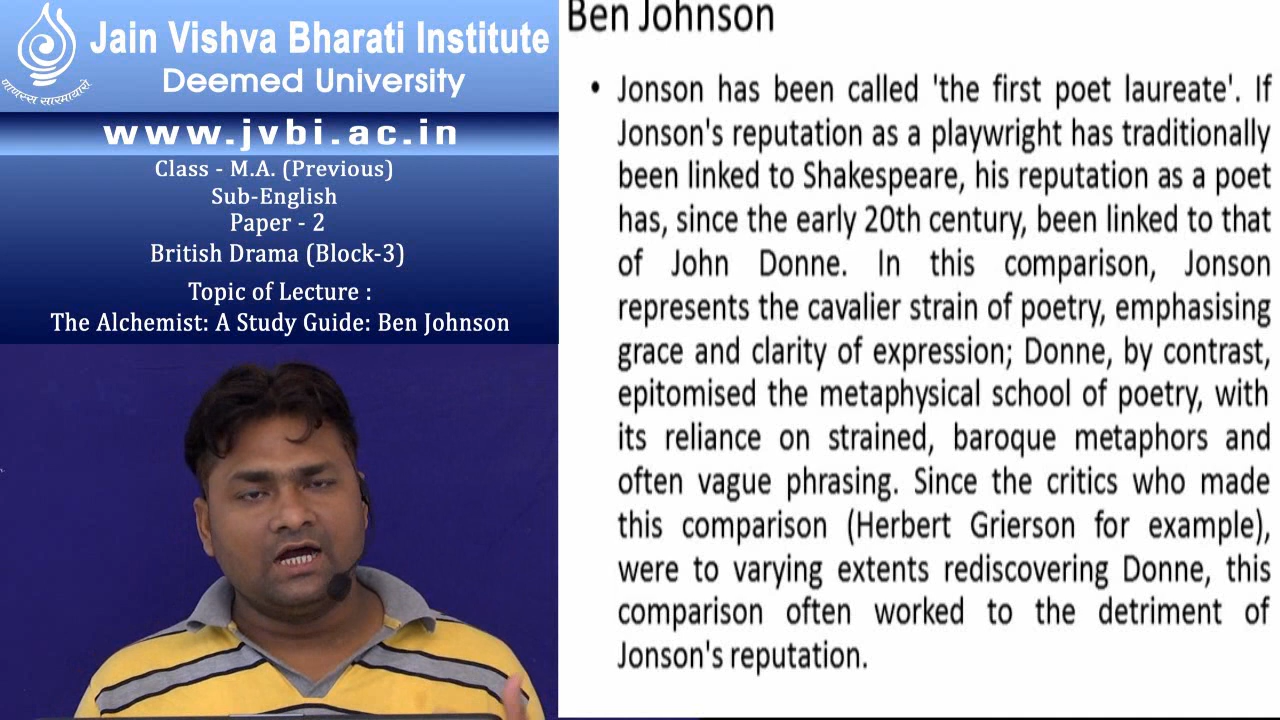 Jain Vishva Bharati Institute
Deemed University
www.jvbi.ac.in
Class - M.A. (Previous)
Sub-English
Paper - 2
British Drama (Block-3)
Topic of Lecture :
The Alchemist: A Study Guide: Ben Johnson
Ben Johnson
• Jonson has been called 'the first poet laureate'. If
Jonson's reputation as a playwright has traditionally
been linked to Shakespeare, his reputation as a poet
has, since the early 20th century, been linked to that
of John Donne. In this comparison, Jonson
represents the cavalier strain of poetry, emphasising
grace and clarity of expression; Donne, by contrast,
epitomised the metaphysical school of poetry, with
its reliance on strained, baroque metaphors and
often vague phrasing. Since the critics who made
this comparison (Herbert Grierson for example),
were to varying extents rediscovering Donne, this
comparison often worked to the detriment of
Jonson's reputation.